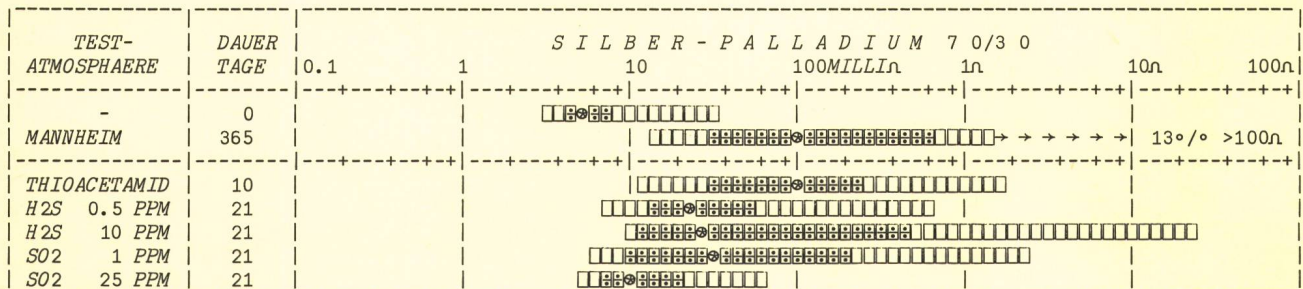 TEST- DAUER S I L B E R - P A L L A D I U M 7 0/3 0
ATMOSPHAERE TAGE 0.1 1 10 100MILLIΩ 1Ω 10Ω 100Ω
- 0
MANNHEIM 365 13°/° >100Ω
THIOACETAMID 10
H2S 0.5 PPM 21
H2S 10 PPM 21
SO2 1 PPM 21
SO2 25 PPM 21